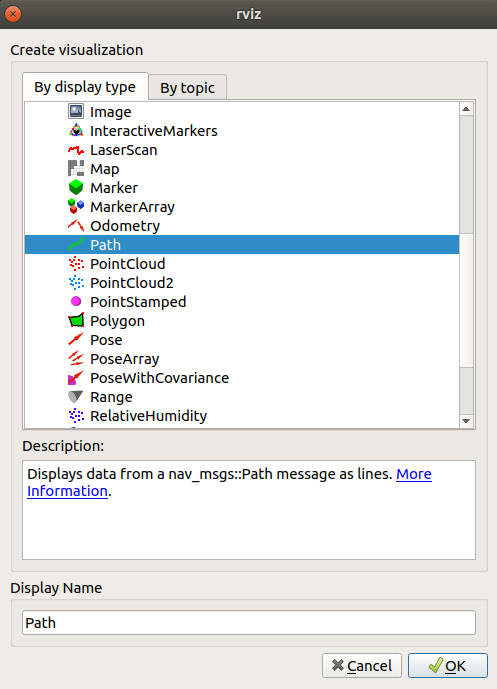 rviz
Create visualization
By display type
By topic
Image
InteractiveMarkers
LaserScan
Map
Marker
MarkerArray
Odometry
Path
PointCloud
PointCloud2
PointStamped
Polygon
Pose
PoseArray
PoseWithCovariance
Range
RelativeHumidity
Description:
Displays data from a nav_msgs::Path message as lines. More
Information.
Display Name
Path
Cancel
OK